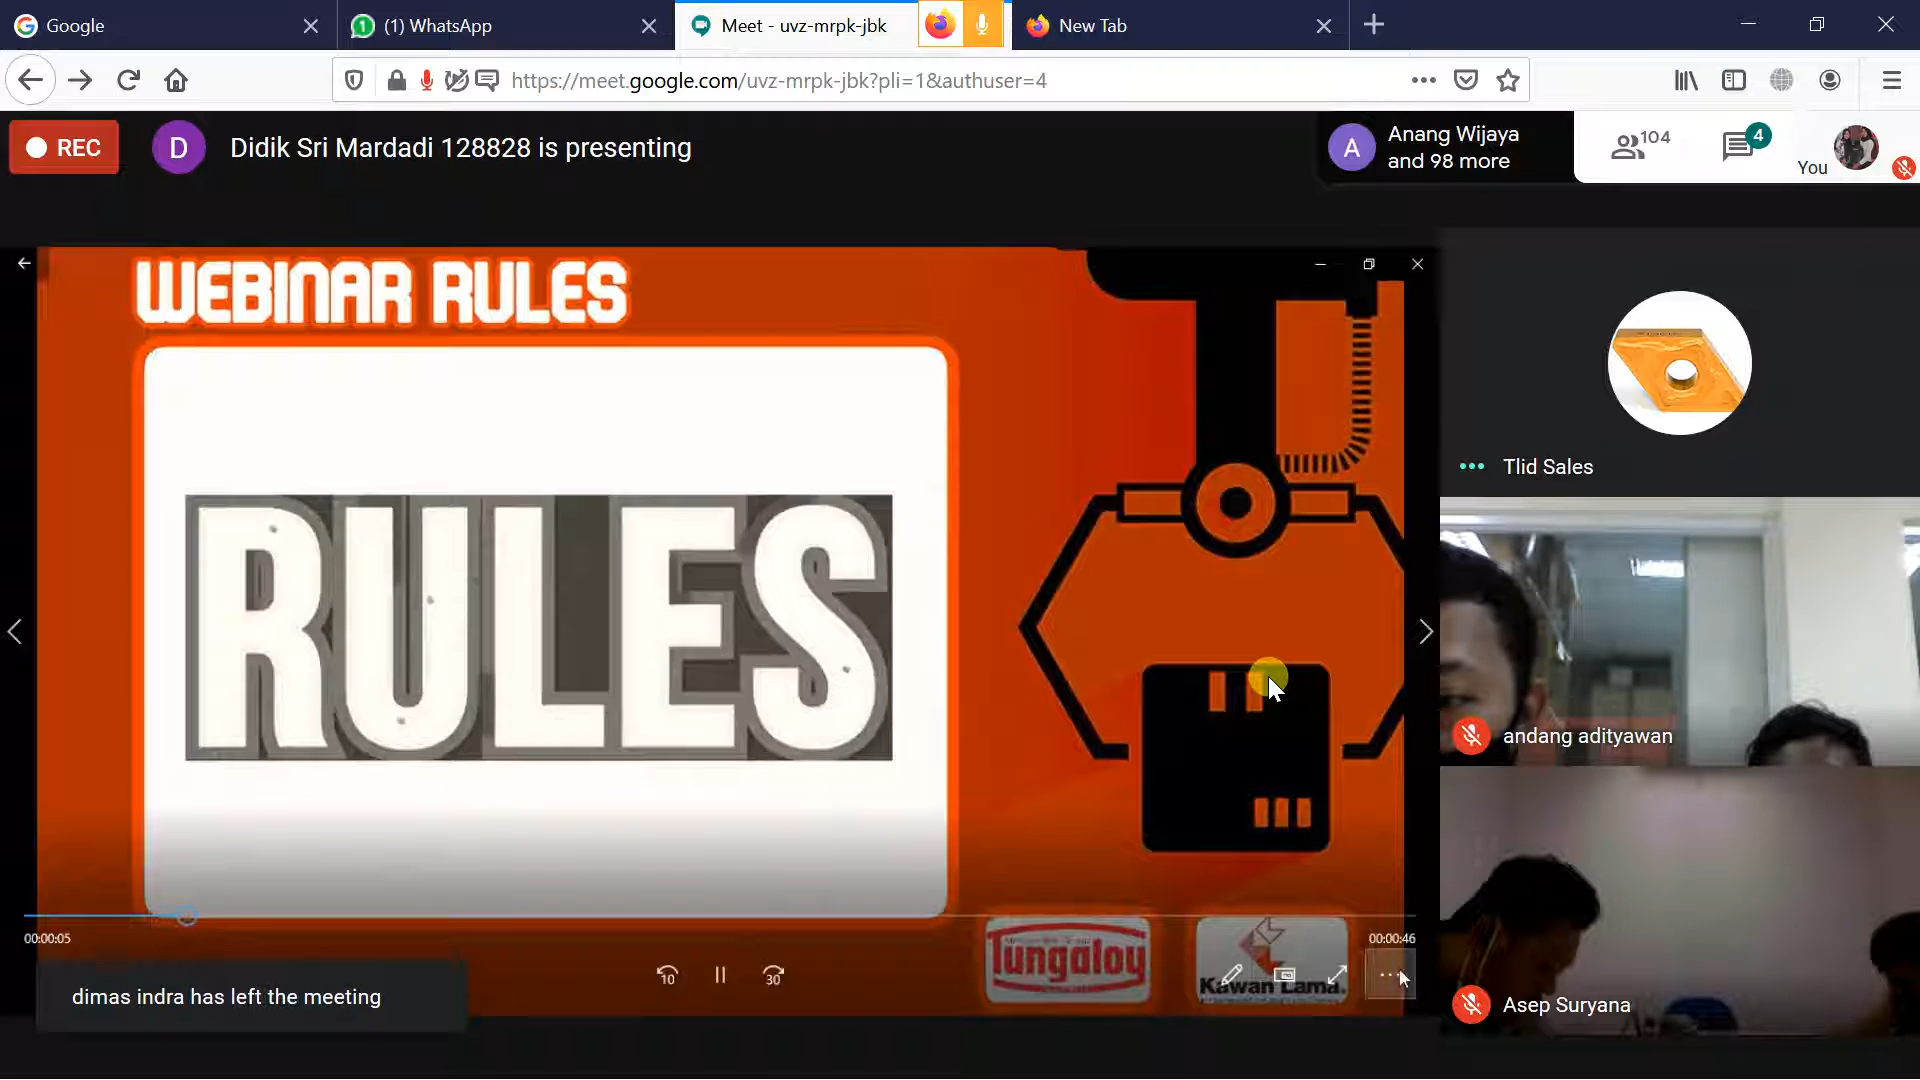 Google
(1) WhatsApp
Meet - uvz-mrpk-jbk
New Tab
https://meet.google.com/uvz-mrpk-jbk?pli=1&authuser=4
REC
D
Didik Sri Mardadi 128828 is presenting
A
Anang Wijaya
and 98 more
104
4
You
WEBINAR RULES
RULES
Tlid Sales
andang adityawan
Asep Suryana
00:00:05
00:00:46
10
30
Tungaloy
Kawan Lama.
dimas indra has left the meeting